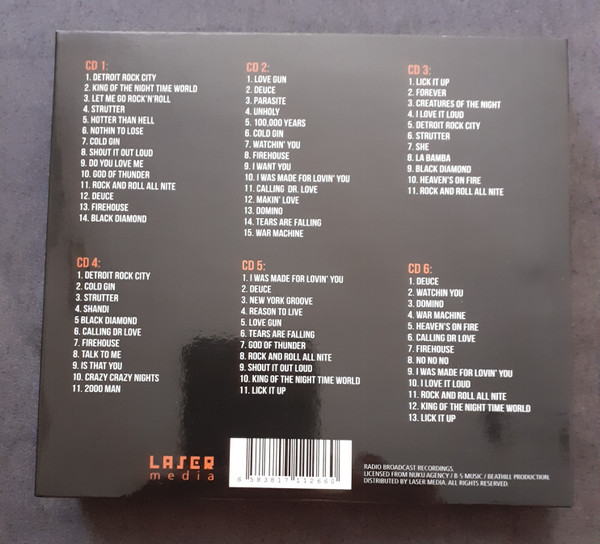 CD 1:
1. DETROIT ROCK CITY
2. KING OF THE NIGHT TIME WORLD
3. LET ME GO ROCK'N'ROLL
4. STRUTTER
5. HOTTER THAN HELL
6. NOTHIN TO LOSE
7. COLD GIN
8. SHOUT IT OUT LOUD
9. DO YOU LOVE ME
10. GOD OF THUNDER
11. ROCK AND ROLL ALL NITE
12. DEUCE
13. FIREHOUSE
14. BLACK DIAMOND
CD 2:
1. LOVE GUN
2. DEUCE
3. PARASITE
4. UNHOLY
5. 100,000 YEARS
6. COLD GIN
7. WATCHIN' YOU
8. FIREHOUSE
9. I WANT YOU
10. I WAS MADE FOR LOVIN' YOU
11. CALLING DR. LOVE
12. MAKIN' LOVE
13. DOMINO
14. TEARS ARE FALLING
15. WAR MACHINE
CD 3:
1. LICK IT UP
2. FOREVER
3. CREATURES OF THE NIGHT
4. I LOVE IT LOUD
5. DETROIT ROCK CITY
6. STRUTTER
7. SHE
8. LA BAMBA
9. BLACK DIAMOND
10. HEAVEN'S ON FIRE
11. ROCK AND ROLL ALL NITE
CD 4:
1. DETROIT ROCK CITY
2. COLD GIN
3. STRUTTER
4. SHANDI
5 BLACK DIAMOND
6. CALLING DR LOVE
7. FIREHOUSE
8. TALK TO ME
9. IS THAT YOU
10. CRAZY CRAZY NIGHTS
11. 2000 MAN
CD 5:
1. I WAS MADE FOR LOVIN' YOU
2. DEUCE
3. NEW YORK GROOVE
4. REASON TO LIVE
5. LOVE GUN
6. TEARS ARE FALLING
7. GOD OF THUNDER
8. ROCK AND ROLL ALL NITE
9. SHOUT IT OUT LOUD
10. KING OF THE NIGHT TIME WORLD
11. LICK IT UP
CD 6:
1. DEUCE
2. WATCHIN YOU
3. DOMINO
4. WAR MACHINE
5. HEAVEN'S ON FIRE
6. CALLING DR LOVE
7. FIREHOUSE
8. NO NO NO
9. I WAS MADE FOR LOVIN' YOU
10. I LOVE IT LOUD
11. ROCK AND ROLL ALL NITE
12. KING OF THE NIGHT TIME WORLD
13. LICK IT UP
LASER
media
8 583817 112660
RADIO BROADCAST RECORDINGS.
LICENSED FROM NUKU AGENCY / B-5 MUSIC / BEATHILL PRODUCTION.
DISTRIBUTED BY LASER MEDIA. ALL RIGHTS RESERVED.